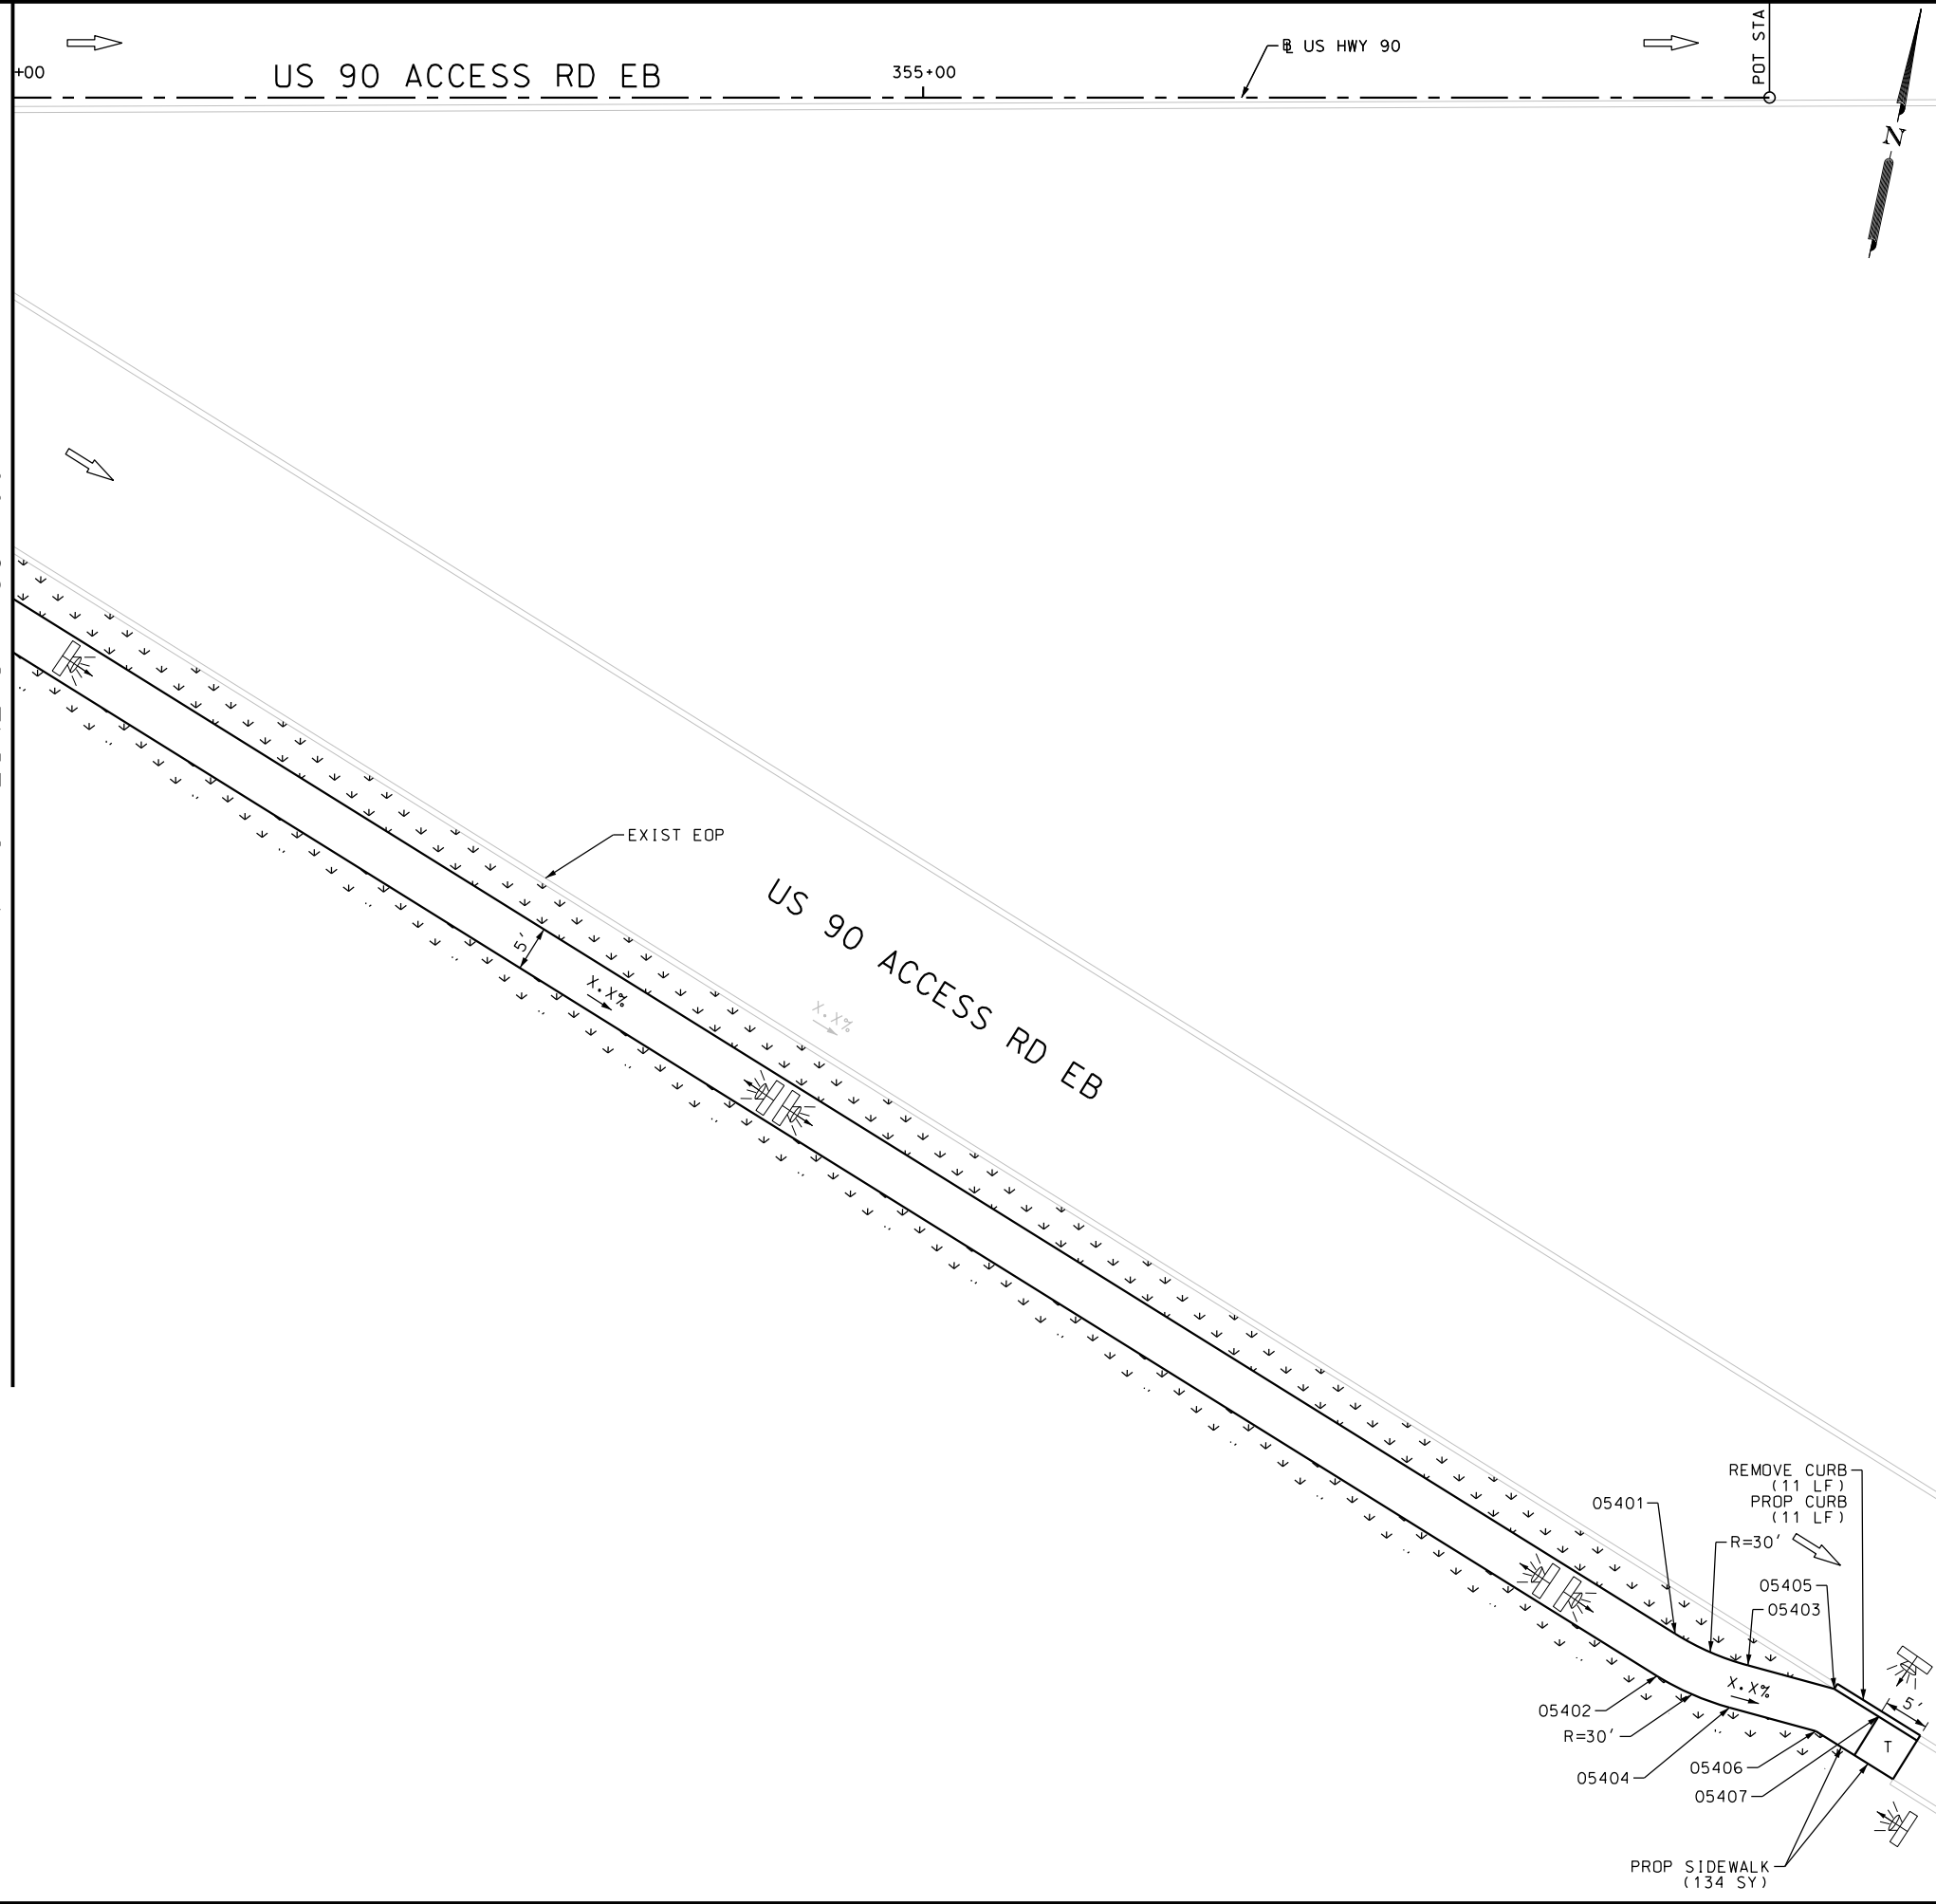 POT STA
℄ US HWY 90
+00
US 90 ACCESS RD EB
355+00
N
EXIST EOP
US 90 ACCESS RD EB
5'
X.X%
X.X%
REMOVE CURB
(11 LF)
PROP CURB
(11 LF)
05401
R=30'
05405
05403
X.X%
5'
05402
R=30'
T
05406
05404
05407
PROP SIDEWALK
(134 SY)